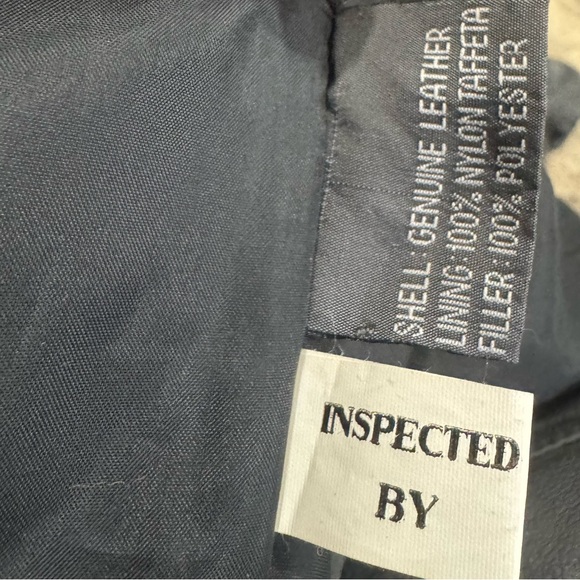 SHELL : GENUINE LEATHER
LINING : 100% NYLON TAFFETA
FILLER : 100% POLYESTER
INSPECTED
BY